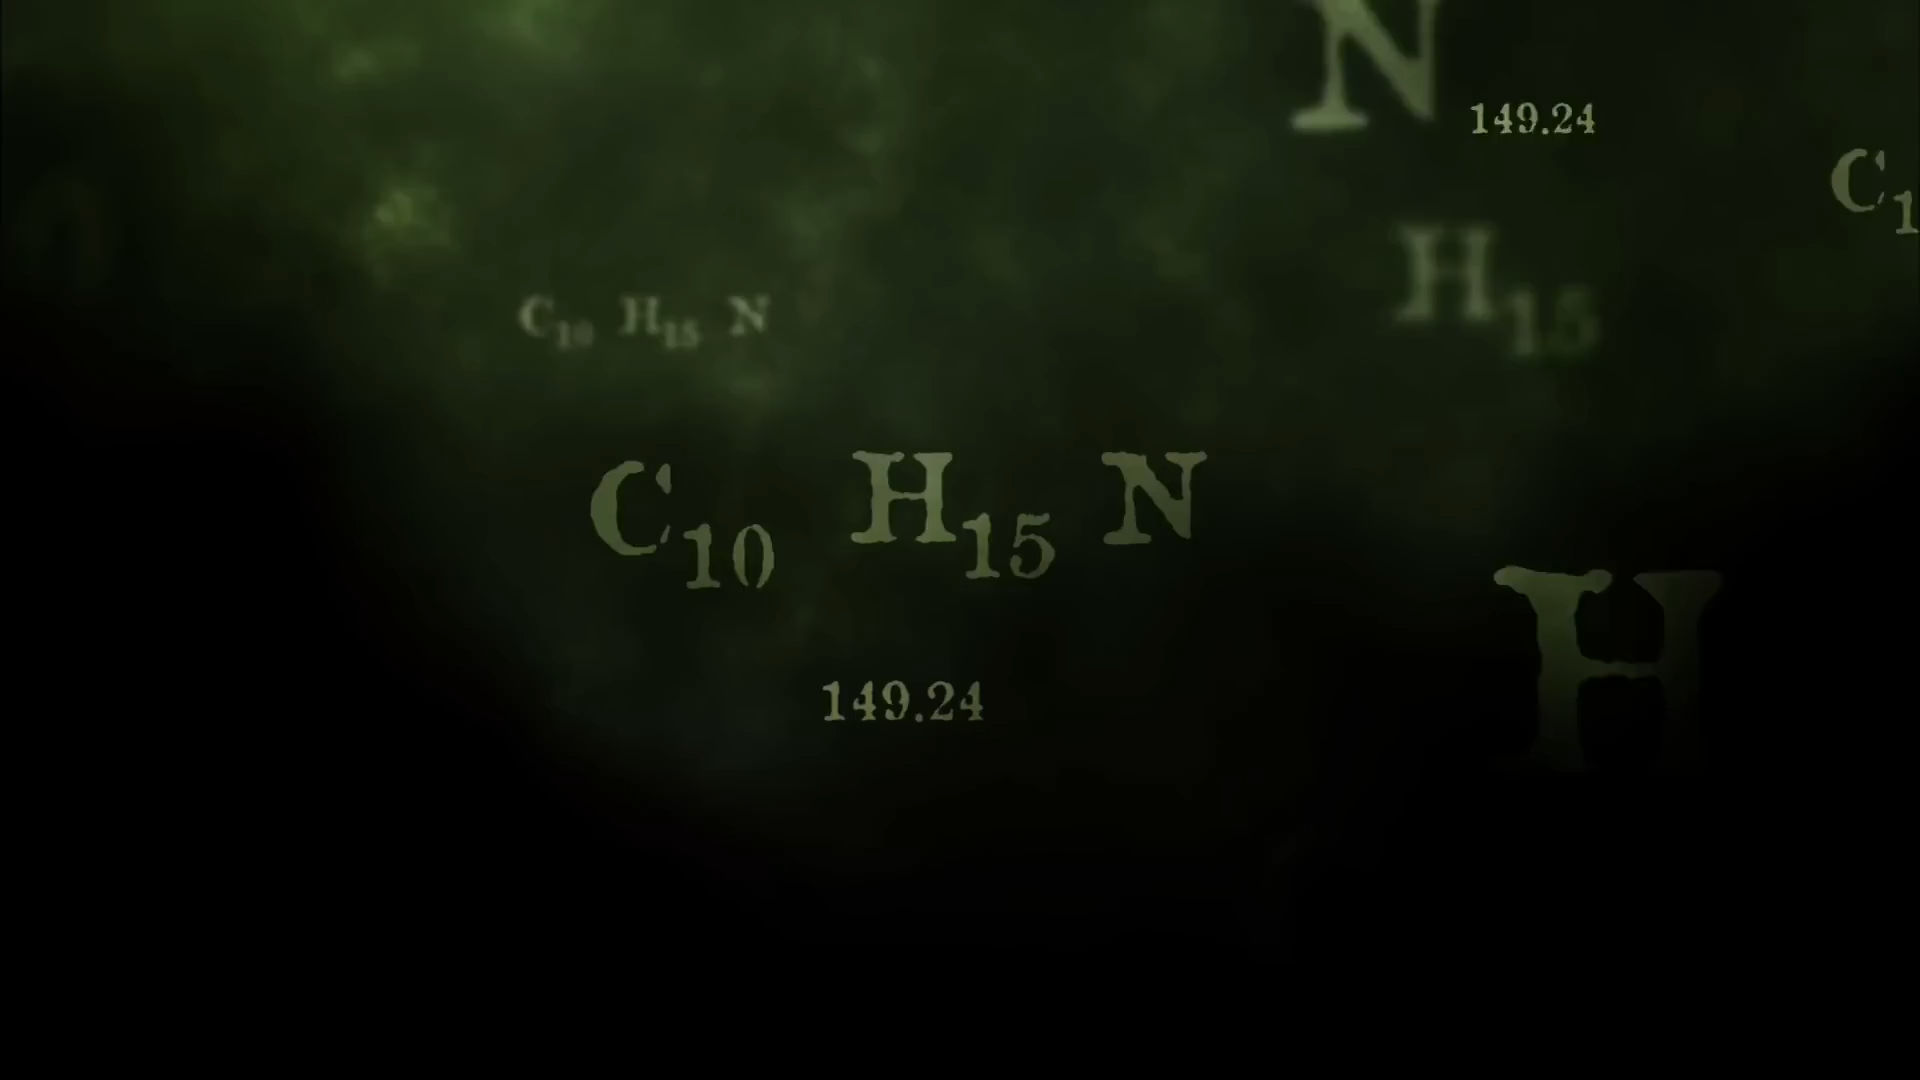 N
149.24
C₁
H₁₅
C₁₀ H₁₅ N
C₁₀ H₁₅ N
H
149.24